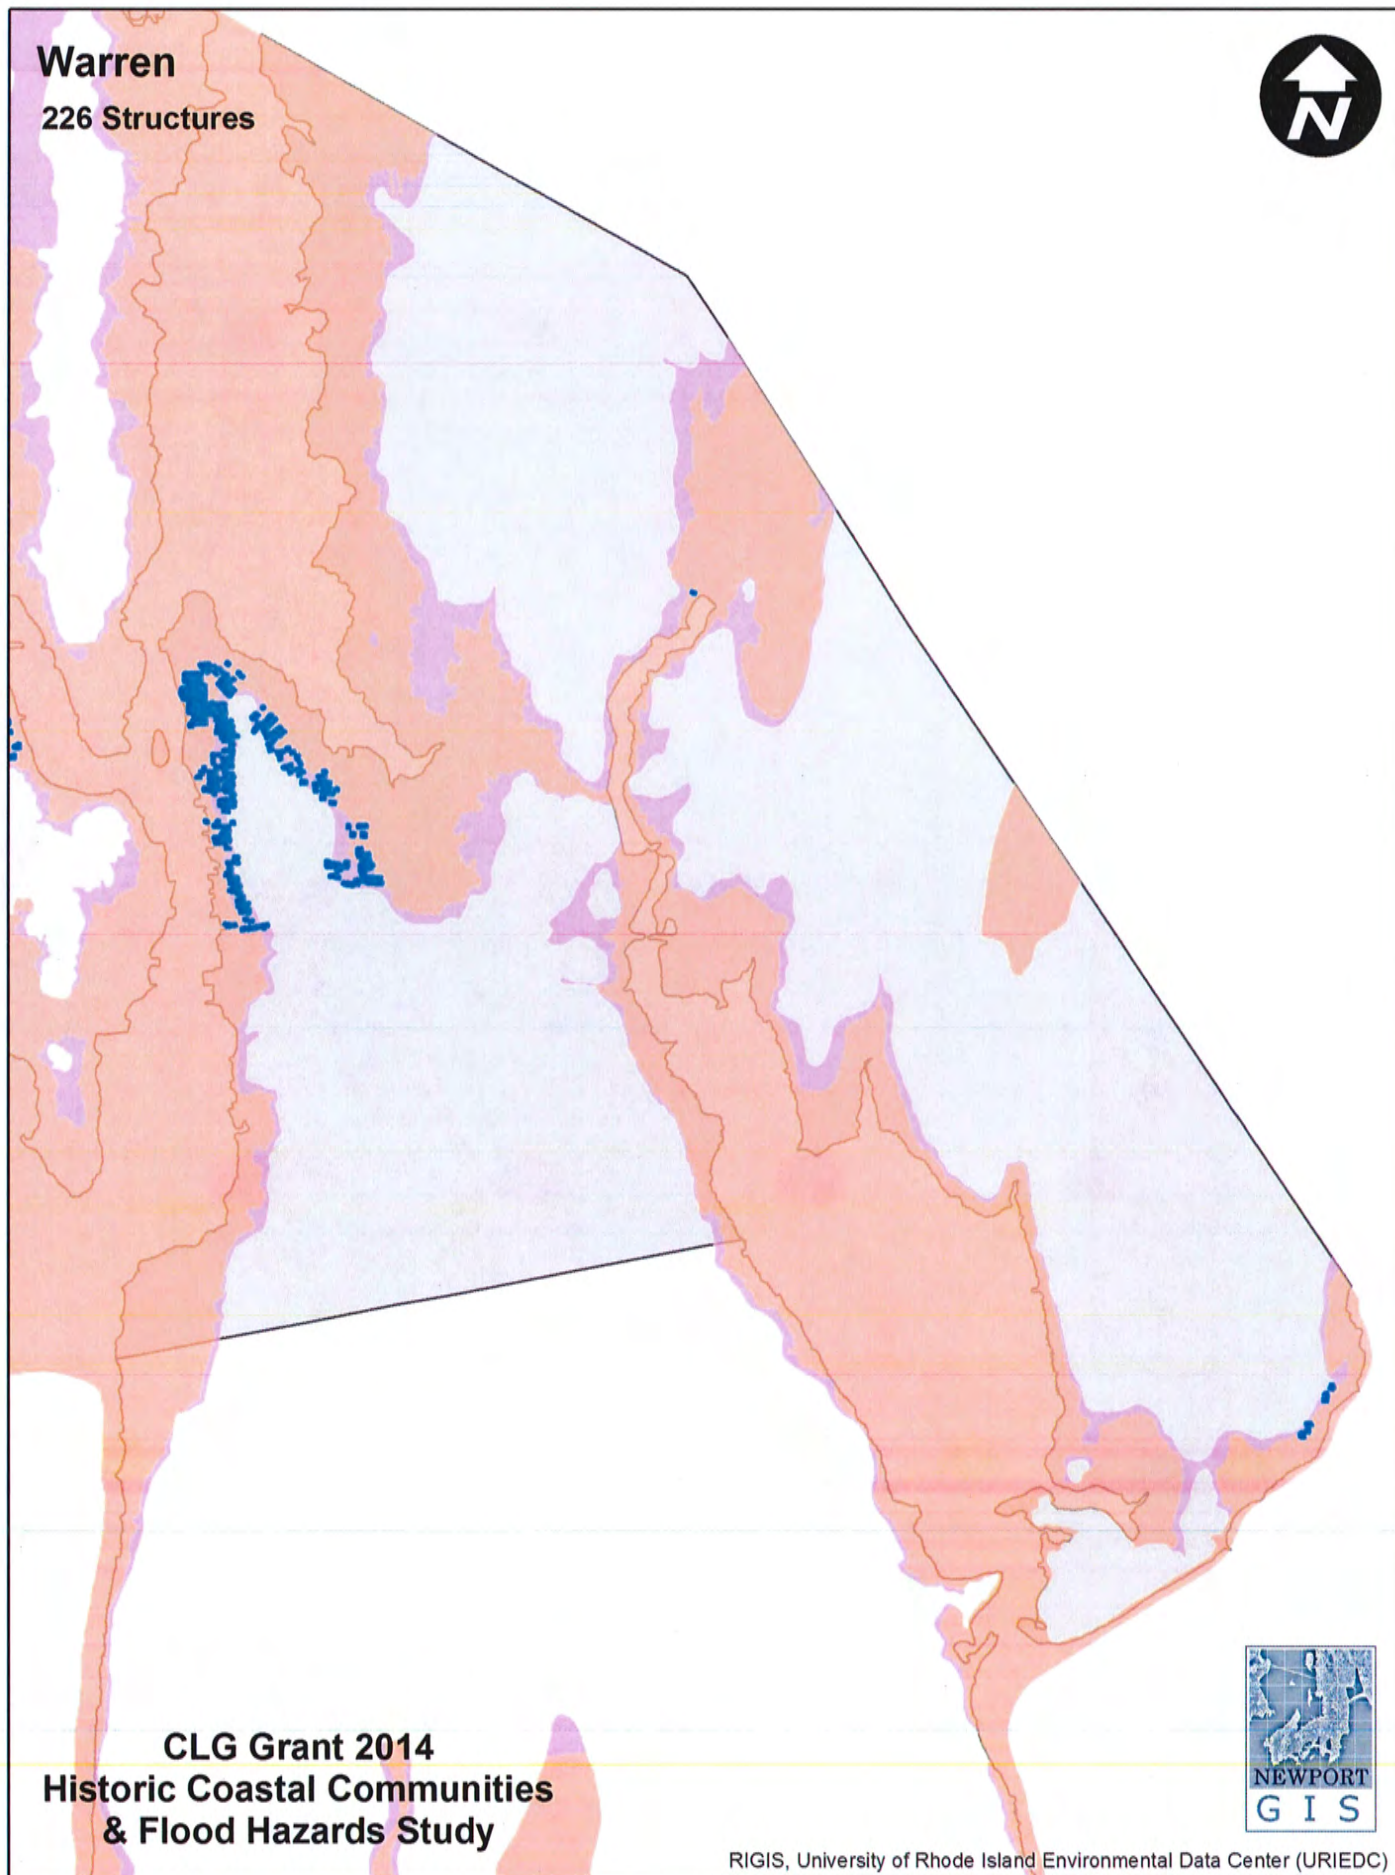 Warren
226 Structures
N
CLG Grant 2014
Historic Coastal Communities
& Flood Hazards Study
NEWPORT
G I S
RIGIS, University of Rhode Island Environmental Data Center (URIEDC)